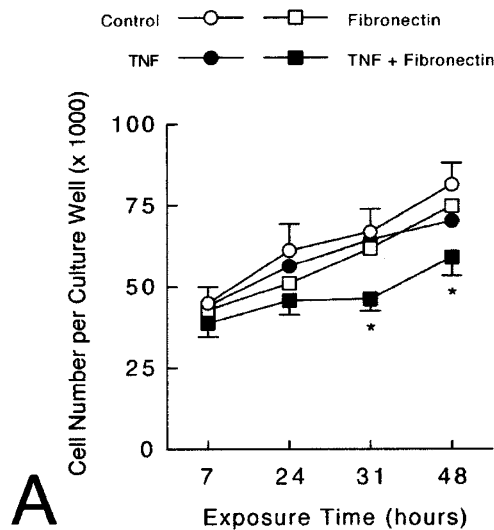 Control Fibronectin
TNF TNF + Fibronectin
Cell Number per Culture Well (x 1000)
100
75
50
25
0
*
*
7 24 31 48
Exposure Time (hours)
A